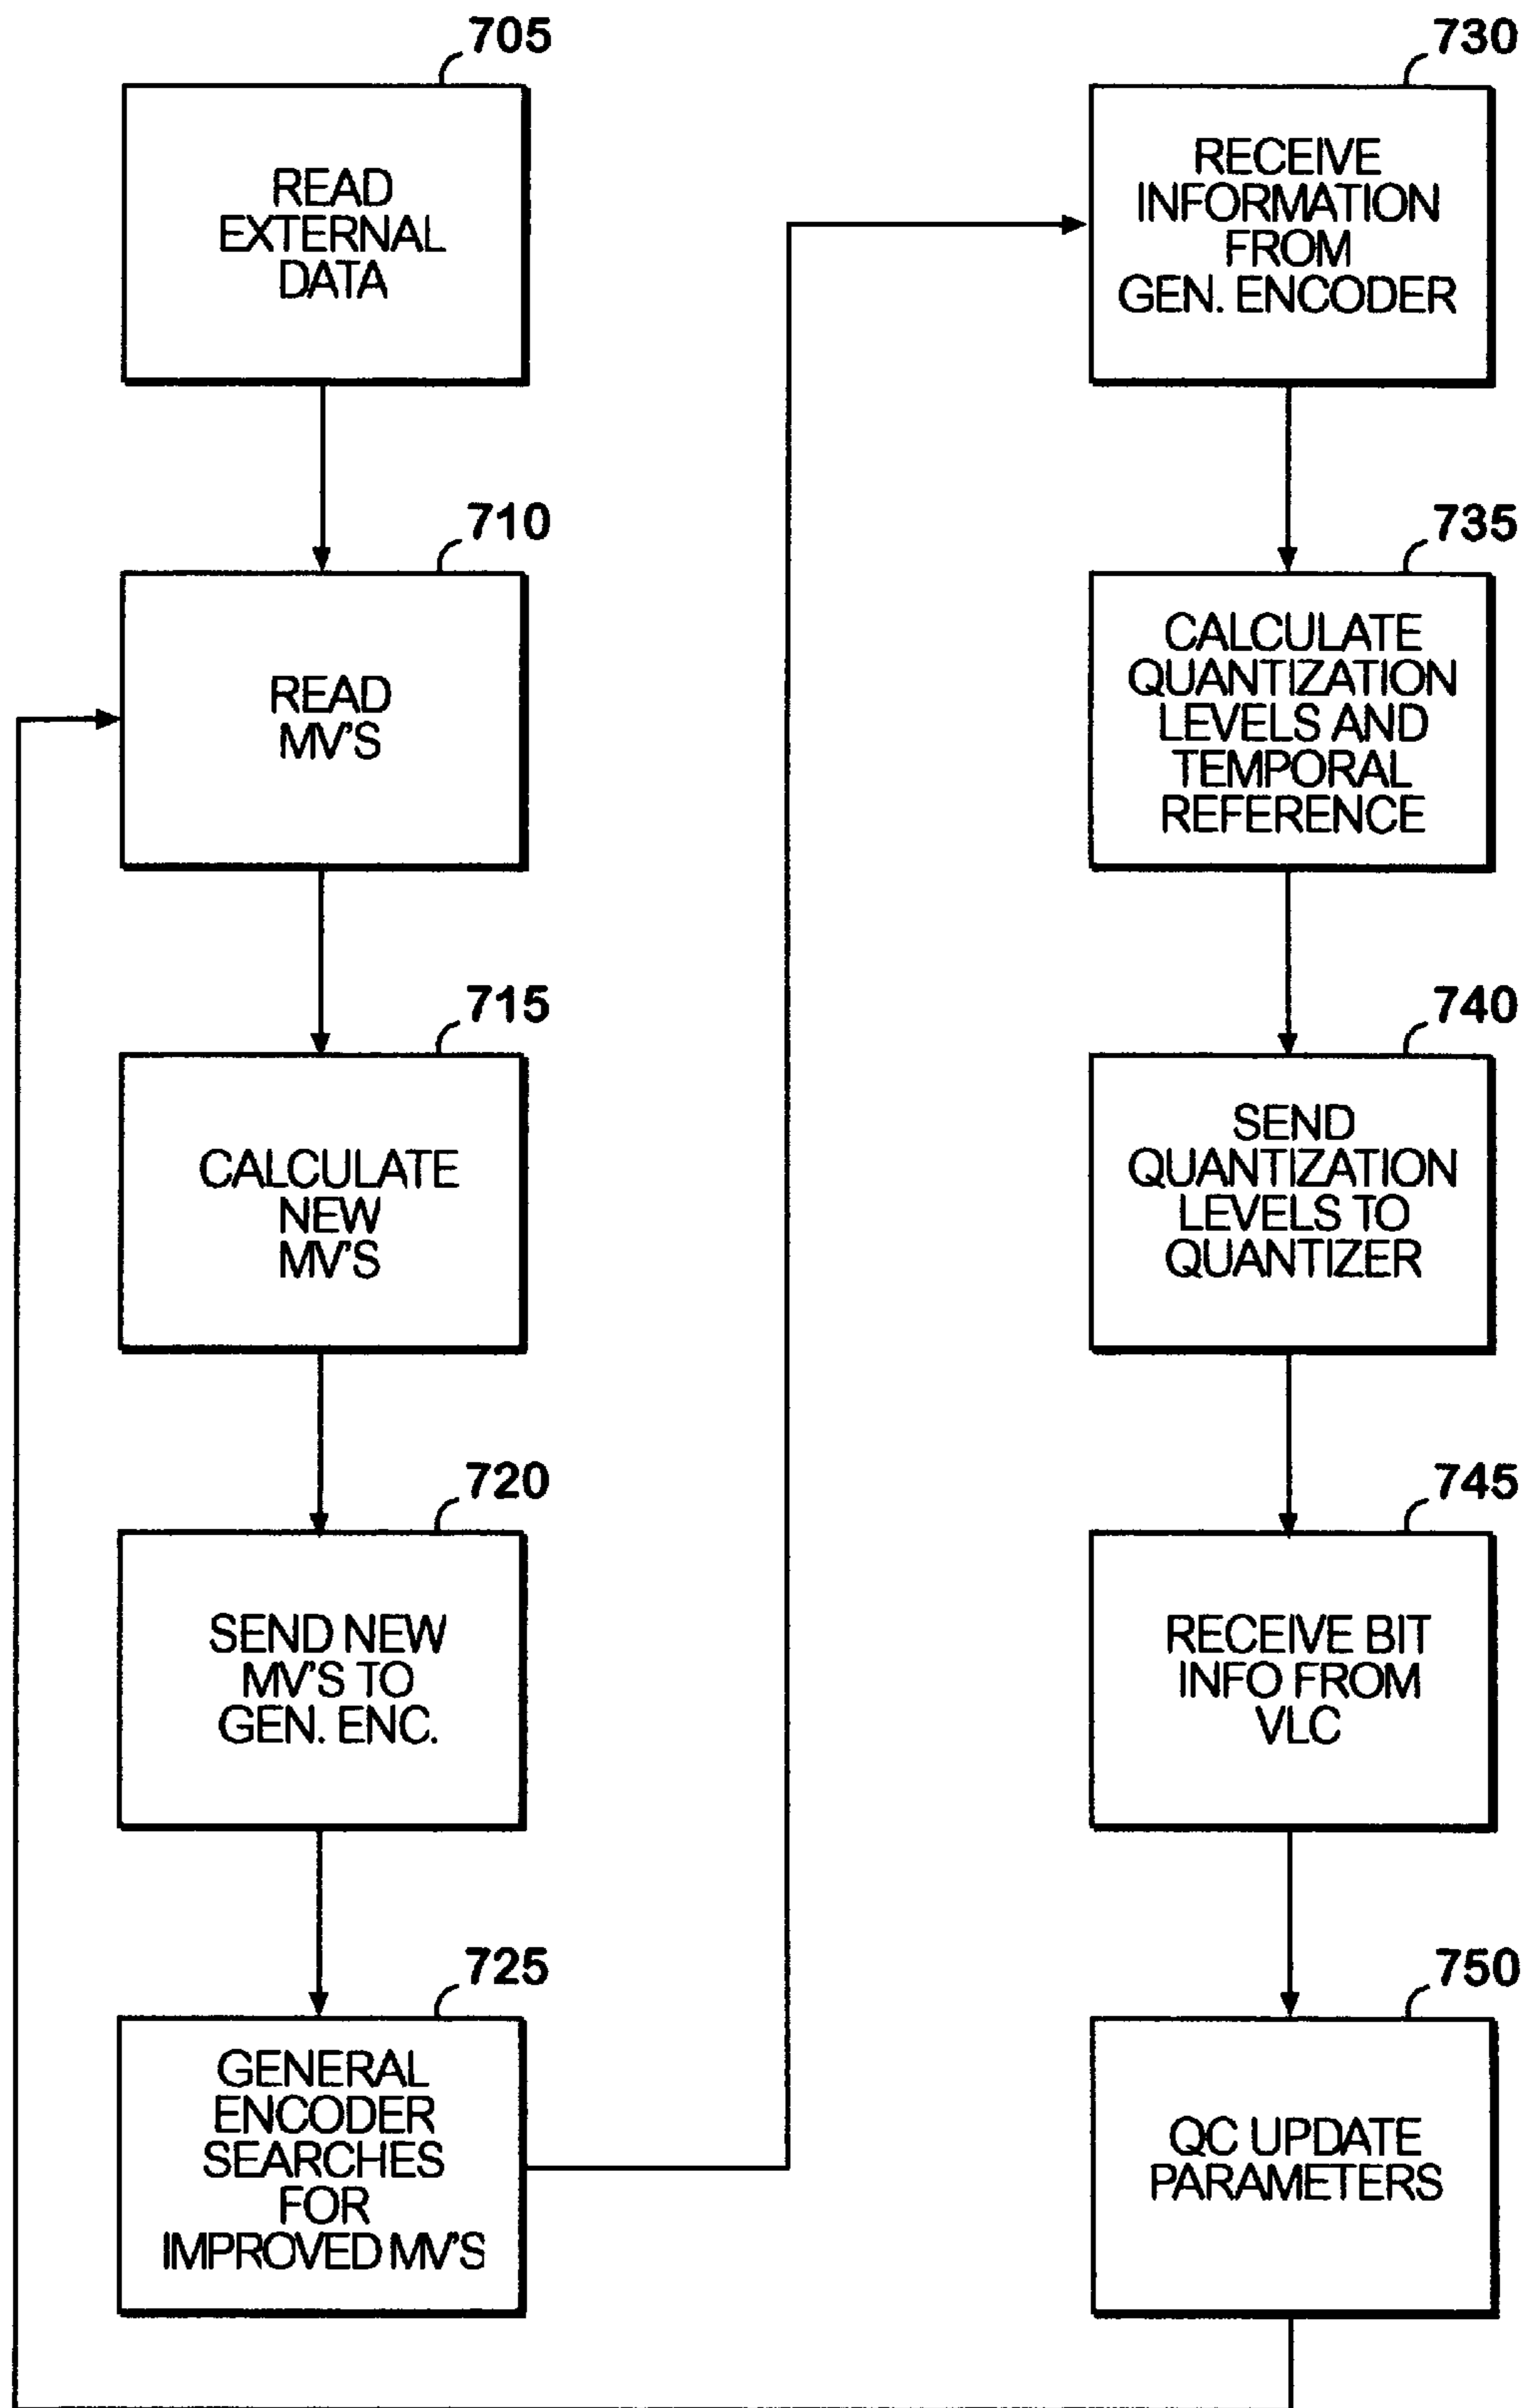 705
READ
EXTERNAL
DATA
710
READ
MV'S
715
CALCULATE
NEW
MV'S
720
SEND NEW
MV'S TO
GEN. ENC.
725
GENERAL
ENCODER
SEARCHES
FOR
IMPROVED MV'S
730
RECEIVE
INFORMATION
FROM
GEN. ENCODER
735
CALCULATE
QUANTIZATION
LEVELS AND
TEMPORAL
REFERENCE
740
SEND
QUANTIZATION
LEVELS TO
QUANTIZER
745
RECEIVE BIT
INFO FROM
VLC
750
QC UPDATE
PARAMETERS